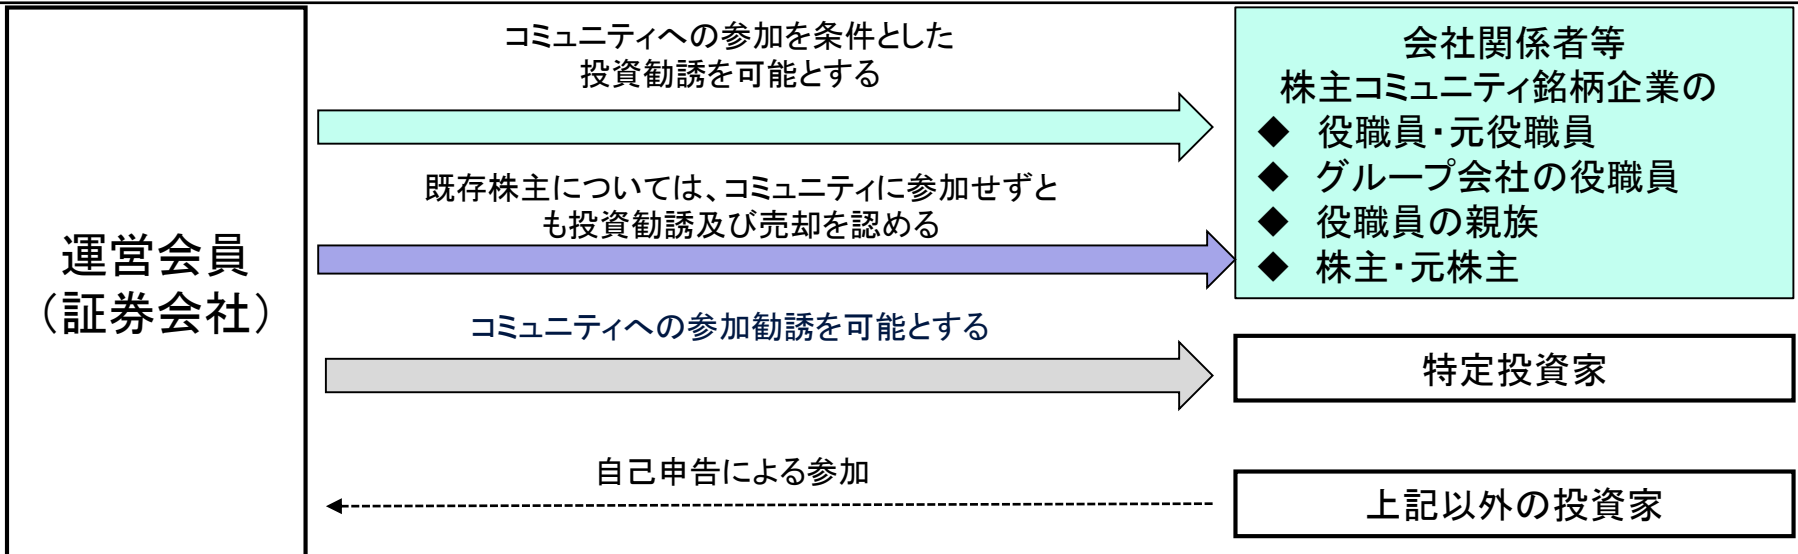 運営会員
（証券会社）
コミュニティへの参加を条件とした
投資勧誘を可能とする
既存株主については、コミュニティに参加せずと
も投資勧誘及び売却を認める
コミュニティへの参加勧誘を可能とする
自己申告による参加
会社関係者等
株主コミュニティ銘柄企業の
◆ 役職員・元役職員
◆ グループ会社の役職員
◆ 役職員の親族
◆ 株主・元株主
特定投資家
上記以外の投資家